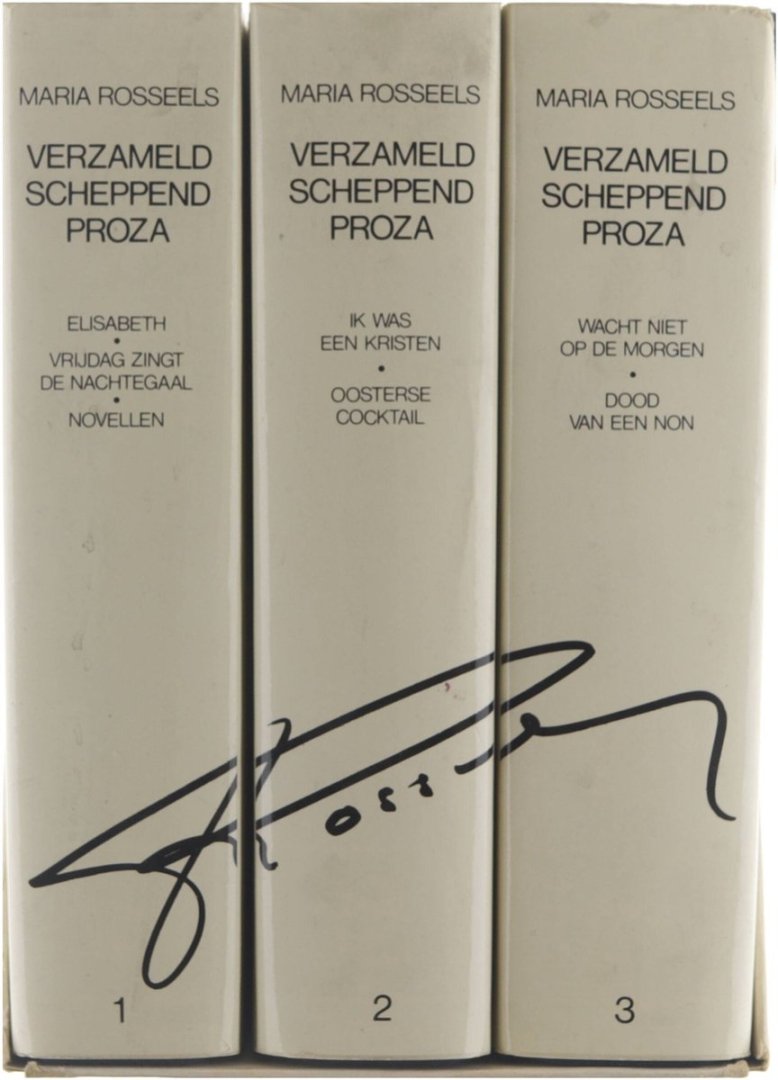 MARIA ROSSEELS
VERZAMELD
SCHEPPEND
PROZA
ELISABETH
•
VRIJDAG ZINGT
DE NACHTEGAAL
•
NOVELLEN
1
MARIA ROSSEELS
VERZAMELD
SCHEPPEND
PROZA
IK WAS
EEN KRISTEN
•
OOSTERSE
COCKTAIL
2
MARIA ROSSEELS
VERZAMELD
SCHEPPEND
PROZA
WACHT NIET
OP DE MORGEN
•
DOOD
VAN EEN NON
3